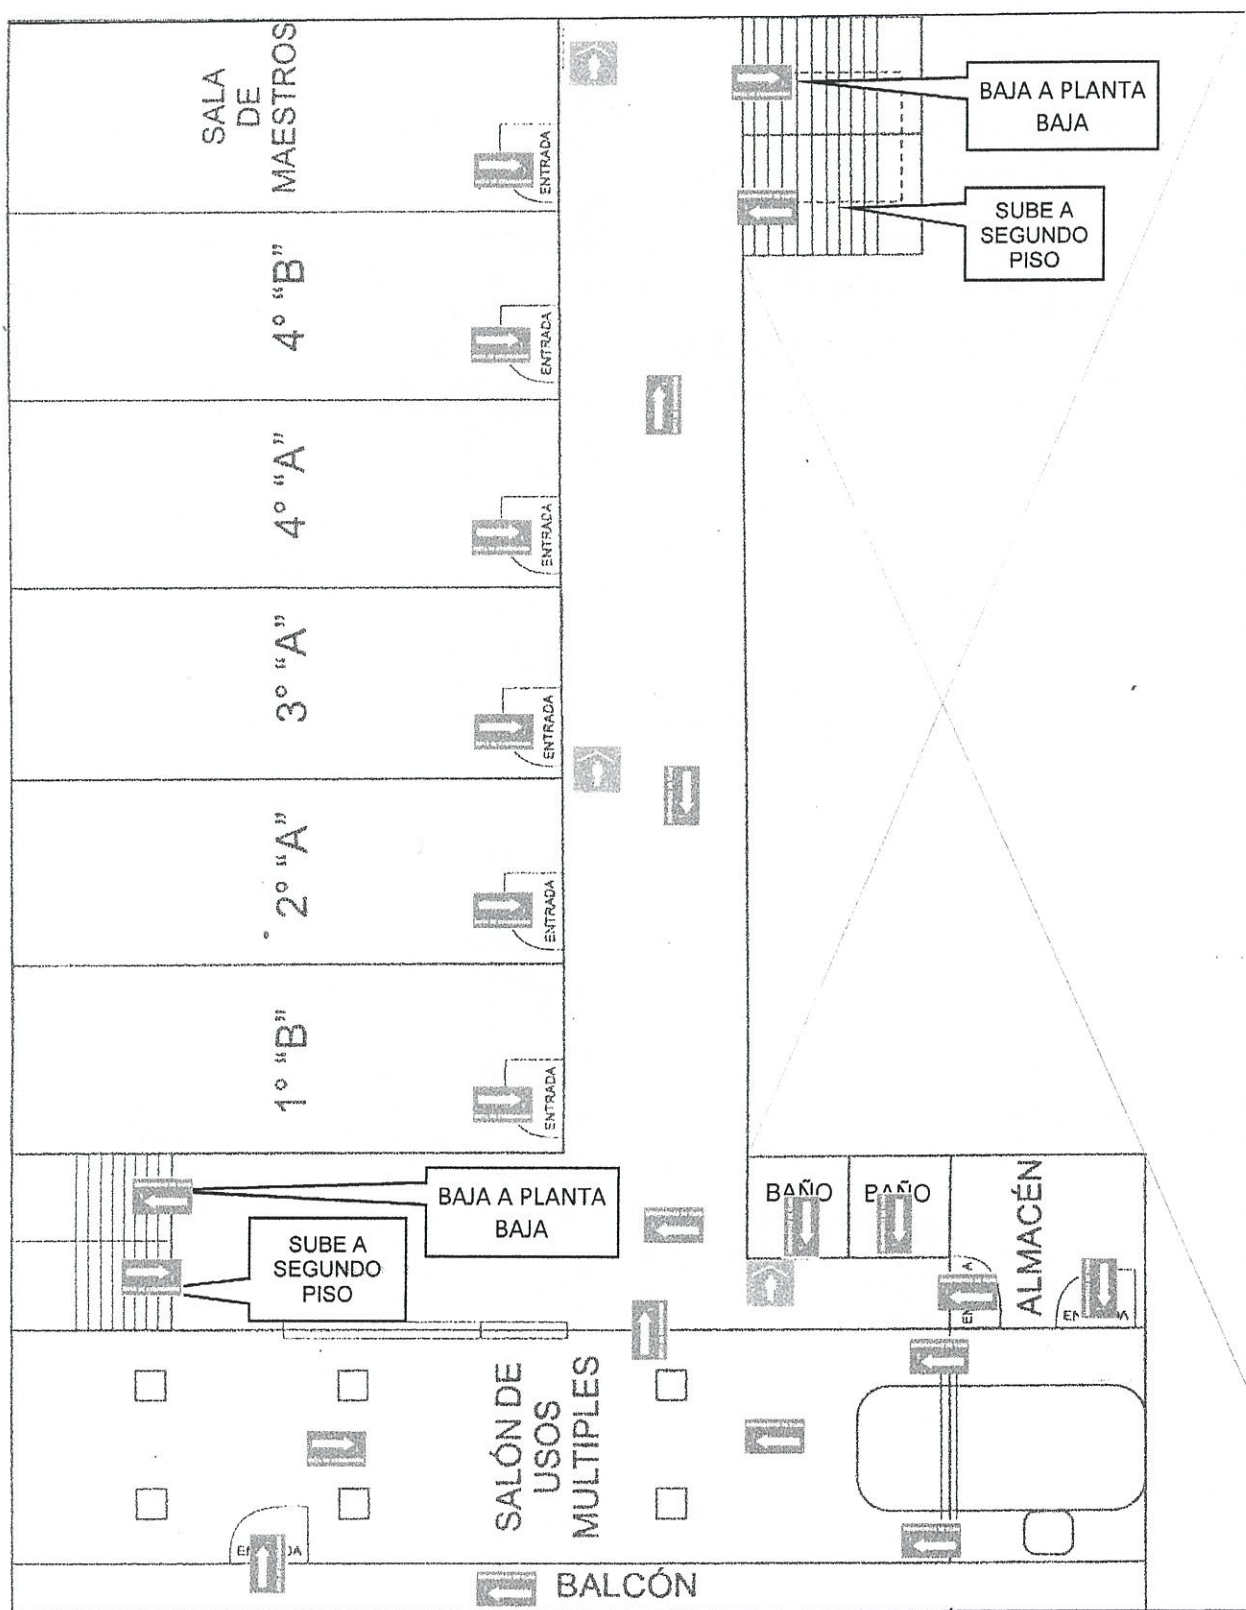 SALA
DE
MAESTROS
ENTRADA
BAJA A PLANTA
BAJA
SUBE A
SEGUNDO
PISO
4° “B”
ENTRADA
4° “A”
ENTRADA
3° “A”
ENTRADA
2° “A”
ENTRADA
1° “B”
ENTRADA
BAJA A PLANTA
BAJA
SUBE A
SEGUNDO
PISO
BAÑO
BAÑO
ALMACÉN
SALÓN DE
USOS
MULTIPLES
BALCÓN